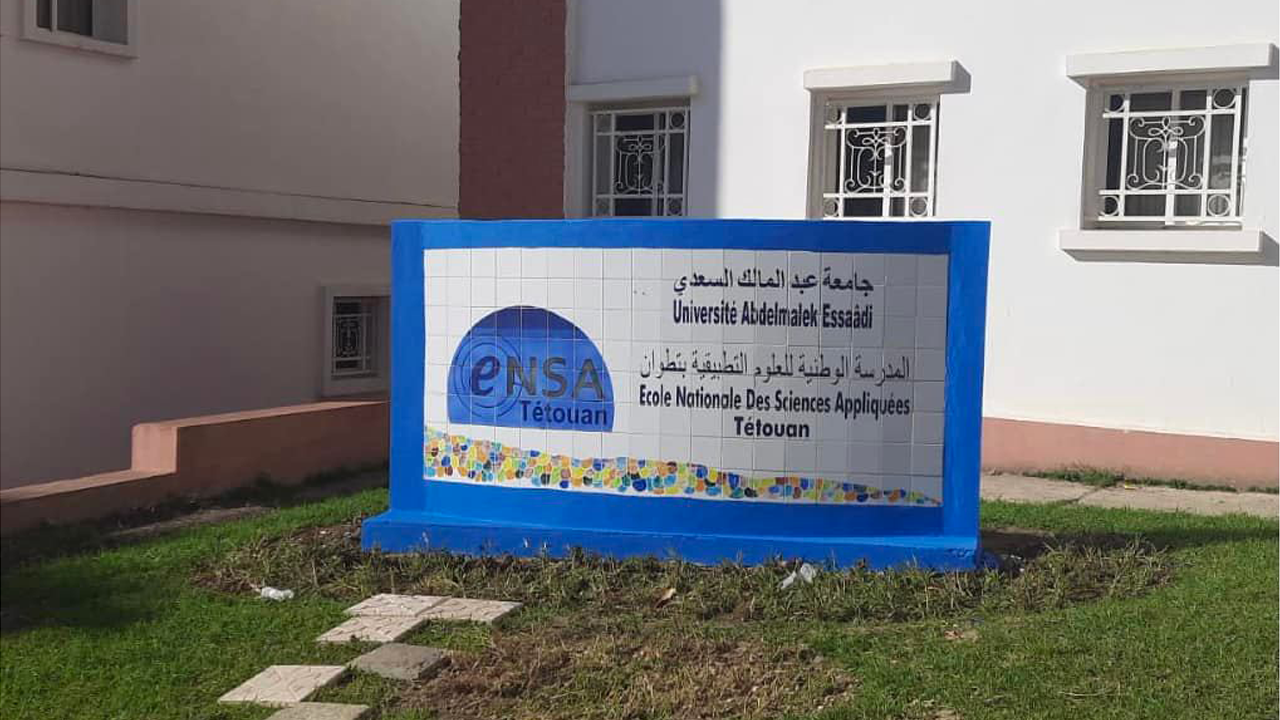 جامعة عبد المالك السعدي
Université Abdelmalek Essaâdi
المدرسة الوطنية للعلوم التطبيقية بتطوان
Ecole Nationale Des Sciences Appliquées
Tétouan
eNSA
Tétouan